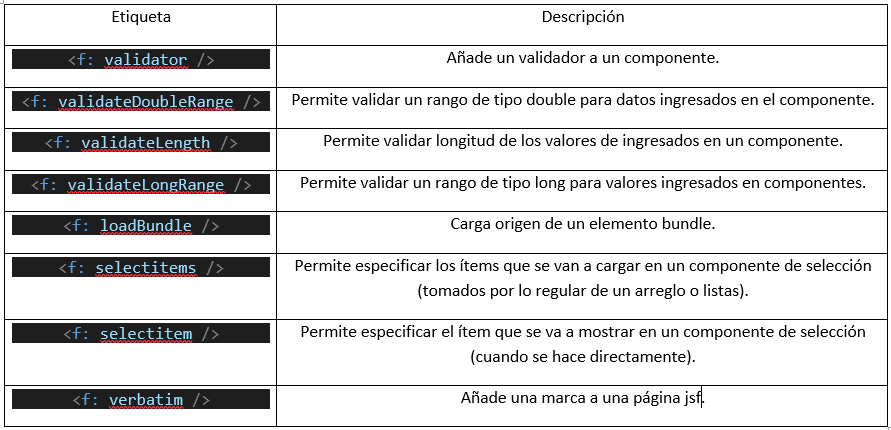 Etiqueta
Descripción
<f: validator />
Añade un validador a un componente.
<f: validateDoubleRange />
Permite validar un rango de tipo double para datos ingresados en el componente.
<f: validateLength />
Permite validar longitud de los valores de ingresados en un componente.
<f: validateLongRange />
Permite validar un rango de tipo long para valores ingresados en componentes.
<f: loadBundle />
Carga origen de un elemento bundle.
<f: selectitems />
Permite especificar los ítems que se van a cargar en un componente de selección
(tomados por lo regular de un arreglo o listas).
<f: selectitem />
Permite especificar el ítem que se va a mostrar en un componente de selección
(cuando se hace directamente).
<f: verbatim />
Añade una marca a una página jsf.